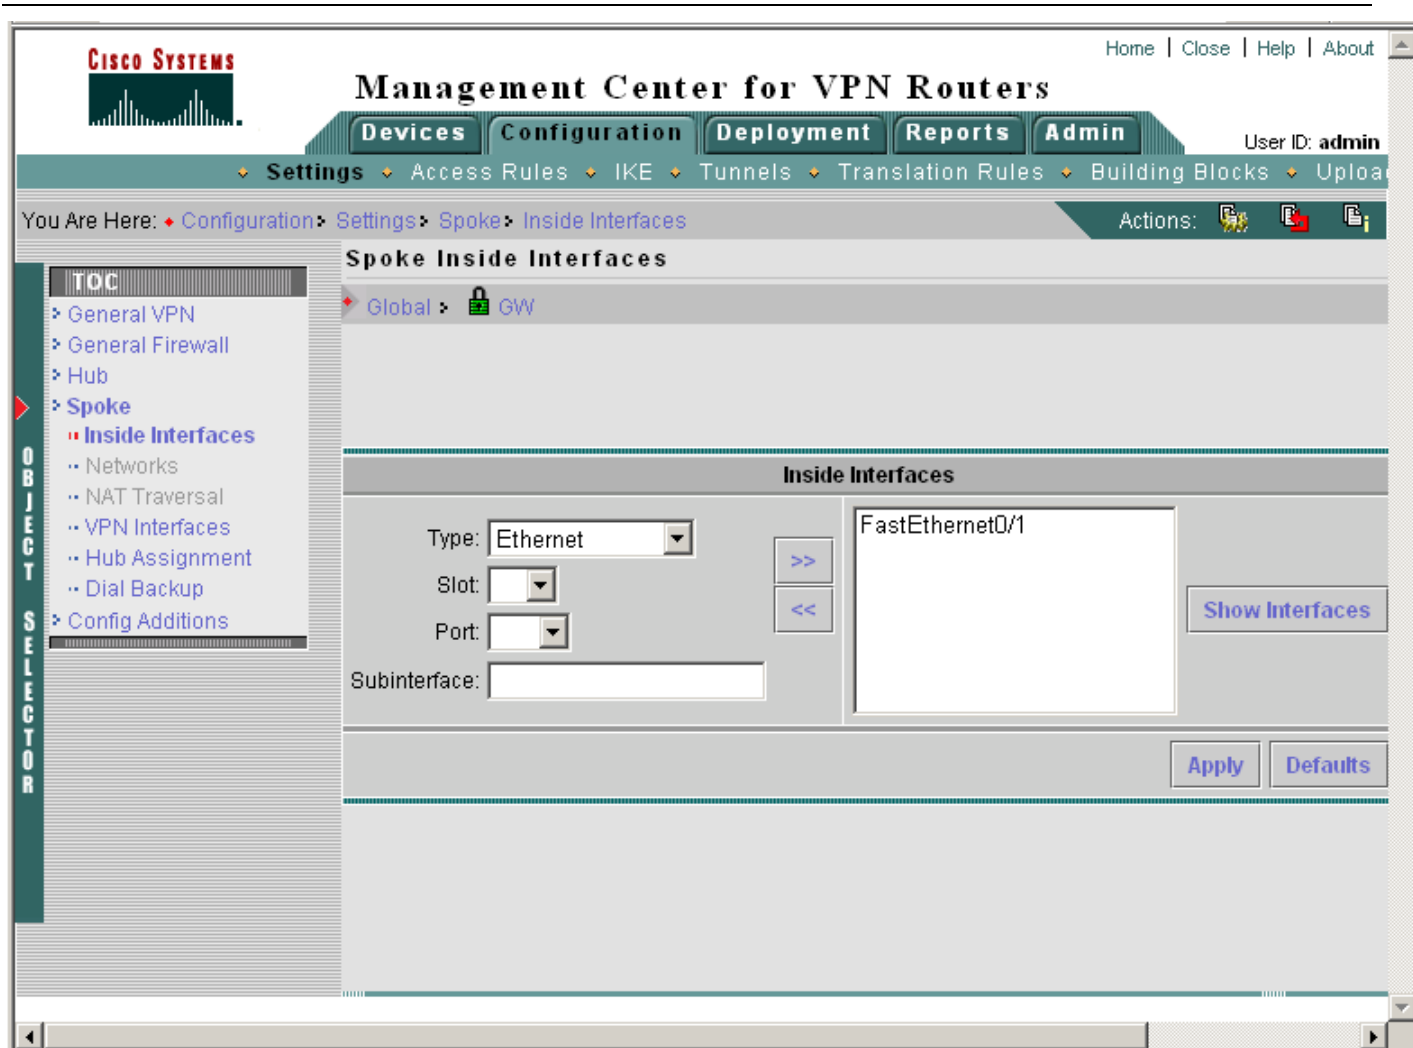 CISCO SYSTEMS
Home | Close | Help | About
Management Center for VPN Routers
Devices Configuration Deployment Reports Admin
User ID: admin
Settings Access Rules IKE Tunnels Translation Rules Building Blocks Uploa
You Are Here: Configuration Settings Spoke Inside Interfaces
Actions:
OBJECT SELECTOR
TOC
General VPN
General Firewall
Hub
Spoke
Inside Interfaces
Networks
NAT Traversal
VPN Interfaces
Hub Assignment
Dial Backup
Config Additions
Spoke Inside Interfaces
Global GW
Inside Interfaces
Type: Ethernet
Slot:
Port:
Subinterface:
>>
<<
FastEthernet0/1
Show Interfaces
Apply Defaults